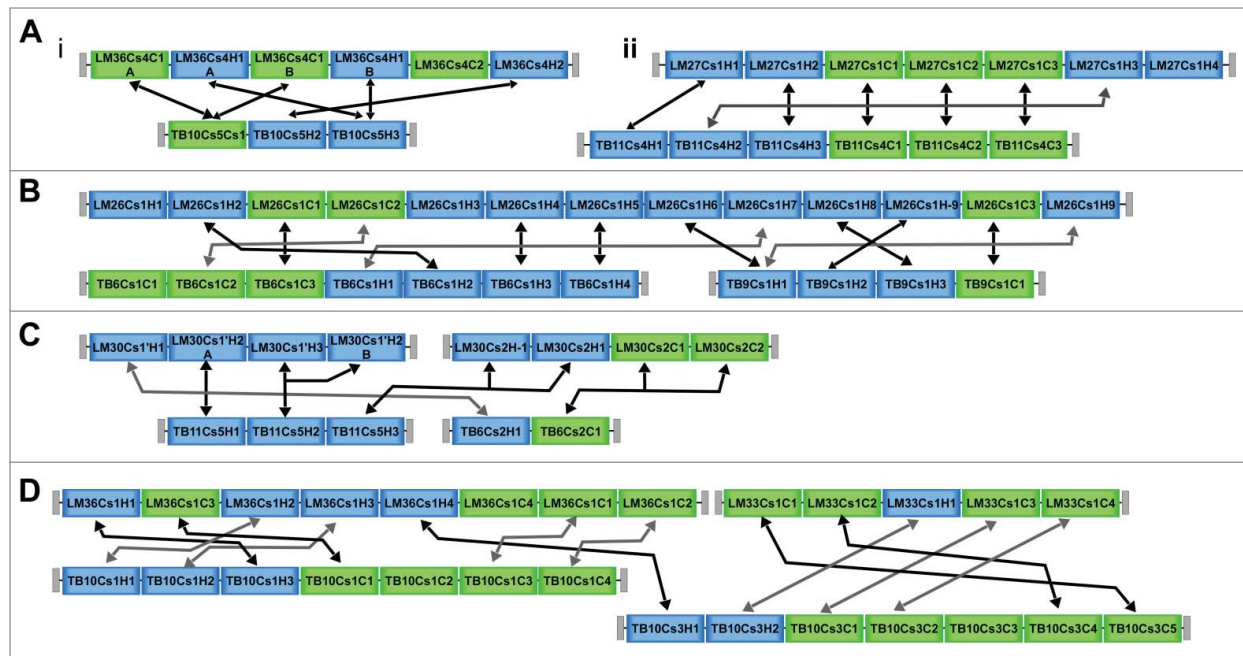 A
i
LM36Cs4C1 A LM36Cs4H1 A LM36Cs4C1 B LM36Cs4H1 B LM36Cs4C2 LM36Cs4H2
TB10Cs5Cs1 TB10Cs5H2 TB10Cs5H3
ii
LM27Cs1H1 LM27Cs1H2 LM27Cs1C1 LM27Cs1C2 LM27Cs1C3 LM27Cs1H3 LM27Cs1H4
TB11Cs4H1 TB11Cs4H2 TB11Cs4H3 TB11Cs4C1 TB11Cs4C2 TB11Cs4C3
B
LM26Cs1H1 LM26Cs1H2 LM26Cs1C1 LM26Cs1C2 LM26Cs1H3 LM26Cs1H4 LM26Cs1H5 LM26Cs1H6 LM26Cs1H7 LM26Cs1H8 LM26Cs1H-9 LM26Cs1C3 LM26Cs1H9
TB6Cs1C1 TB6Cs1C2 TB6Cs1C3 TB6Cs1H1 TB6Cs1H2 TB6Cs1H3 TB6Cs1H4 TB9Cs1H1 TB9Cs1H2 TB9Cs1H3 TB9Cs1C1
C
LM30Cs1'H1 LM30Cs1'H2 A LM30Cs1'H3 LM30Cs1'H2 B LM30Cs2H-1 LM30Cs2H1 LM30Cs2C1 LM30Cs2C2
TB11Cs5H1 TB11Cs5H2 TB11Cs5H3 TB6Cs2H1 TB6Cs2C1
D
LM36Cs1H1 LM36Cs1C3 LM36Cs1H2 LM36Cs1H3 LM36Cs1H4 LM36Cs1C4 LM36Cs1C1 LM36Cs1C2 LM33Cs1C1 LM33Cs1C2 LM33Cs1H1 LM33Cs1C3 LM33Cs1C4
TB10Cs1H1 TB10Cs1H2 TB10Cs1H3 TB10Cs1C1 TB10Cs1C2 TB10Cs1C3 TB10Cs1C4
TB10Cs3H1 TB10Cs3H2 TB10Cs3C1 TB10Cs3C2 TB10Cs3C3 TB10Cs3C4 TB10Cs3C5